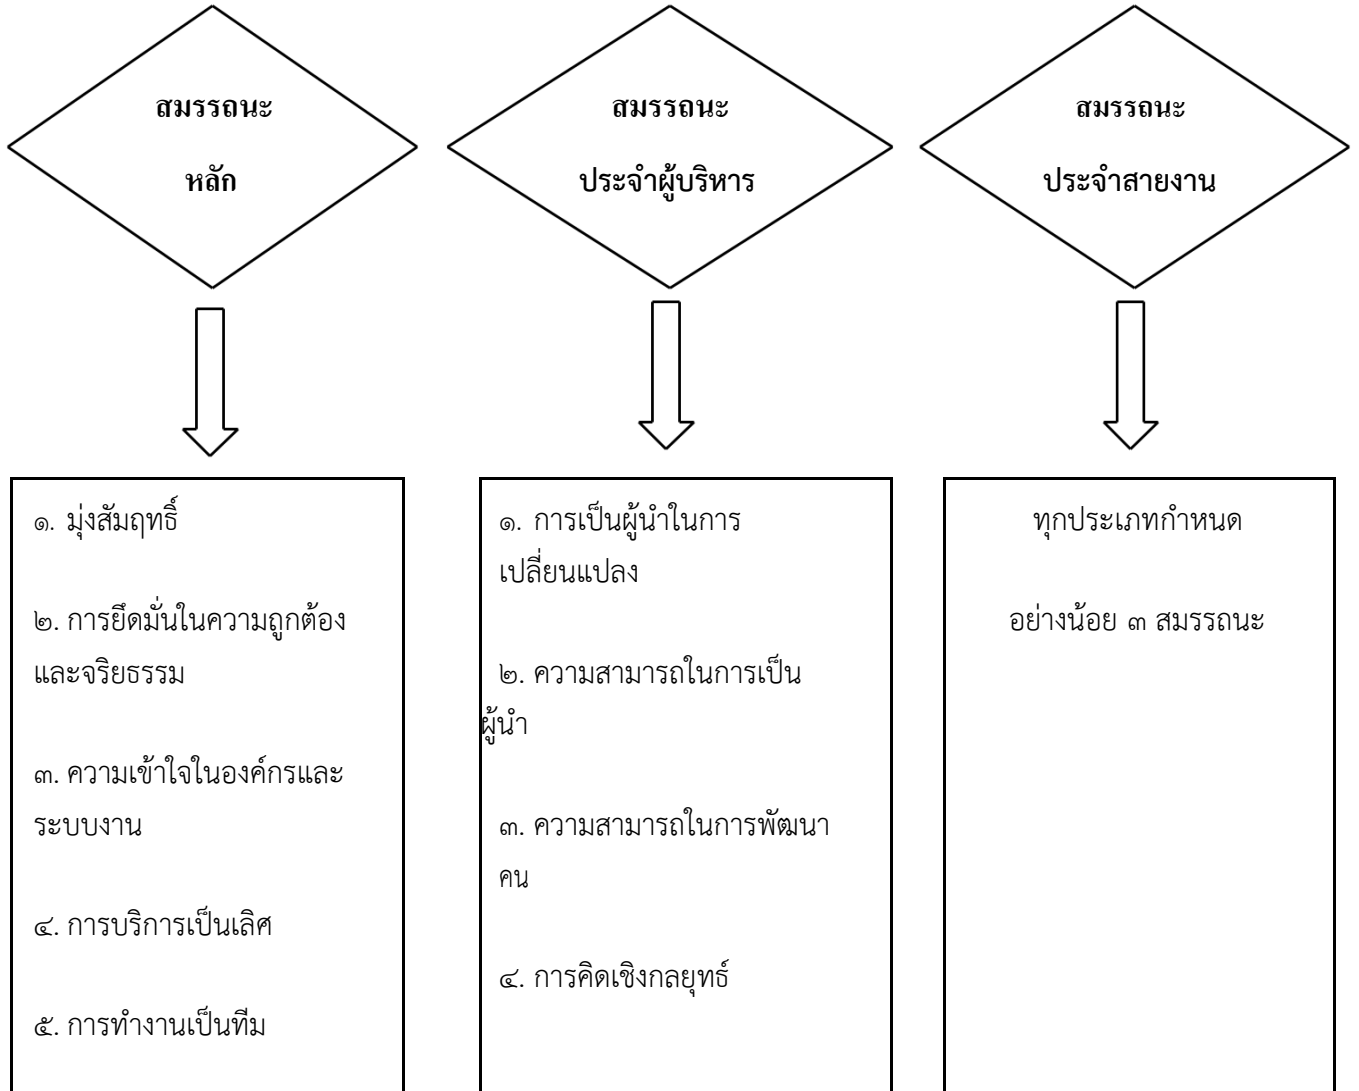 สมรรถนะ
หลัก
สมรรถนะ
ประจำผู้บริหาร
สมรรถนะ
ประจำสายงาน
๑. มุ่งสัมฤทธิ์
๒. การยึดมั่นในความถูกต้อง
และจริยธรรม
๓. ความเข้าใจในองค์กรและ
ระบบงาน
๔. การบริการเป็นเลิศ
๕. การทำงานเป็นทีม
๑. การเป็นผู้นำในการ
เปลี่ยนแปลง
๒. ความสามารถในการเป็น
ผู้นำ
๓. ความสามารถในการพัฒนา
คน
๔. การคิดเชิงกลยุทธ์
ทุกประเภทกำหนด
อย่างน้อย ๓ สมรรถนะ